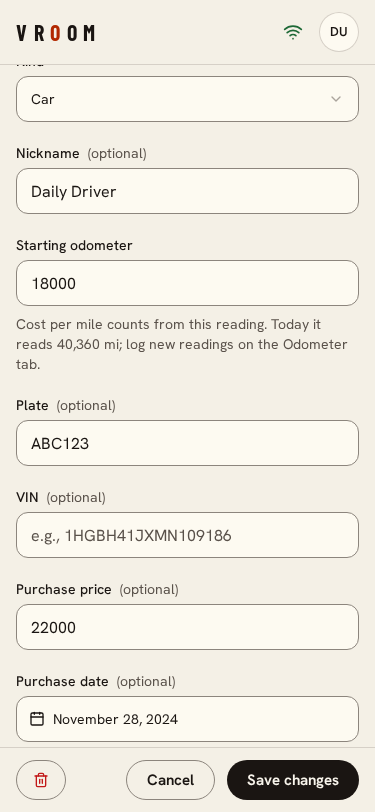 VROOM
DU
Kind
Car
Nickname (optional)
Daily Driver
Starting odometer
18000
Cost per mile counts from this reading. Today it
reads 40,360 mi; log new readings on the Odometer
tab.
Plate (optional)
ABC123
VIN (optional)
e.g., 1HGBH41JXMN109186
Purchase price (optional)
22000
Purchase date (optional)
November 28, 2024
Cancel
Save changes